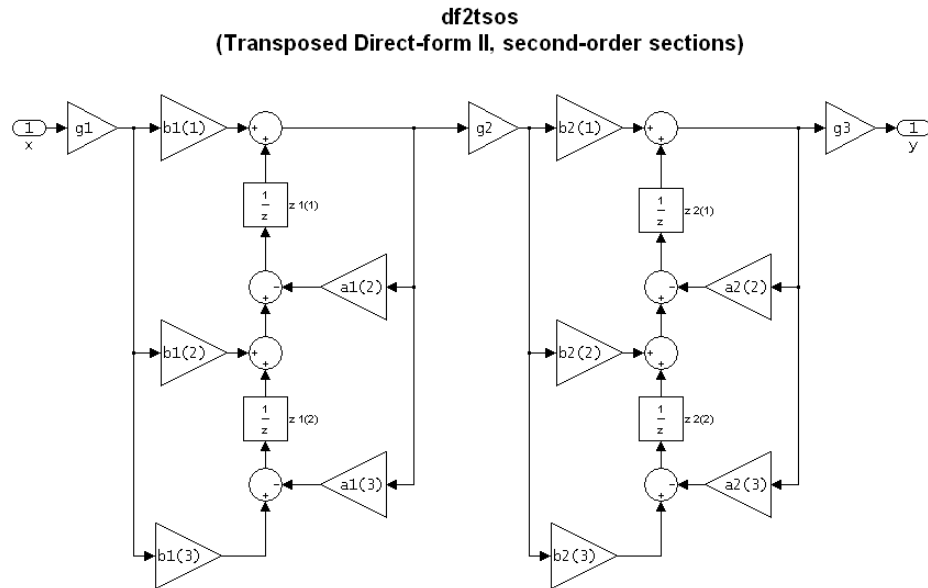 df2tsos
(Transposed Direct-form II, second-order sections)
1
x
g1
b1(1)
+
+
g2
b2(1)
+
+
g3
1
y
1
z
z 1(1)
1
z
z 2(1)
-
+
a1(2)
-
+
a2(2)
b1(2)
+
+
b2(2)
+
+
1
z
z 1(2)
1
z
z 2(2)
-
+
a1(3)
-
+
a2(3)
b1(3)
b2(3)